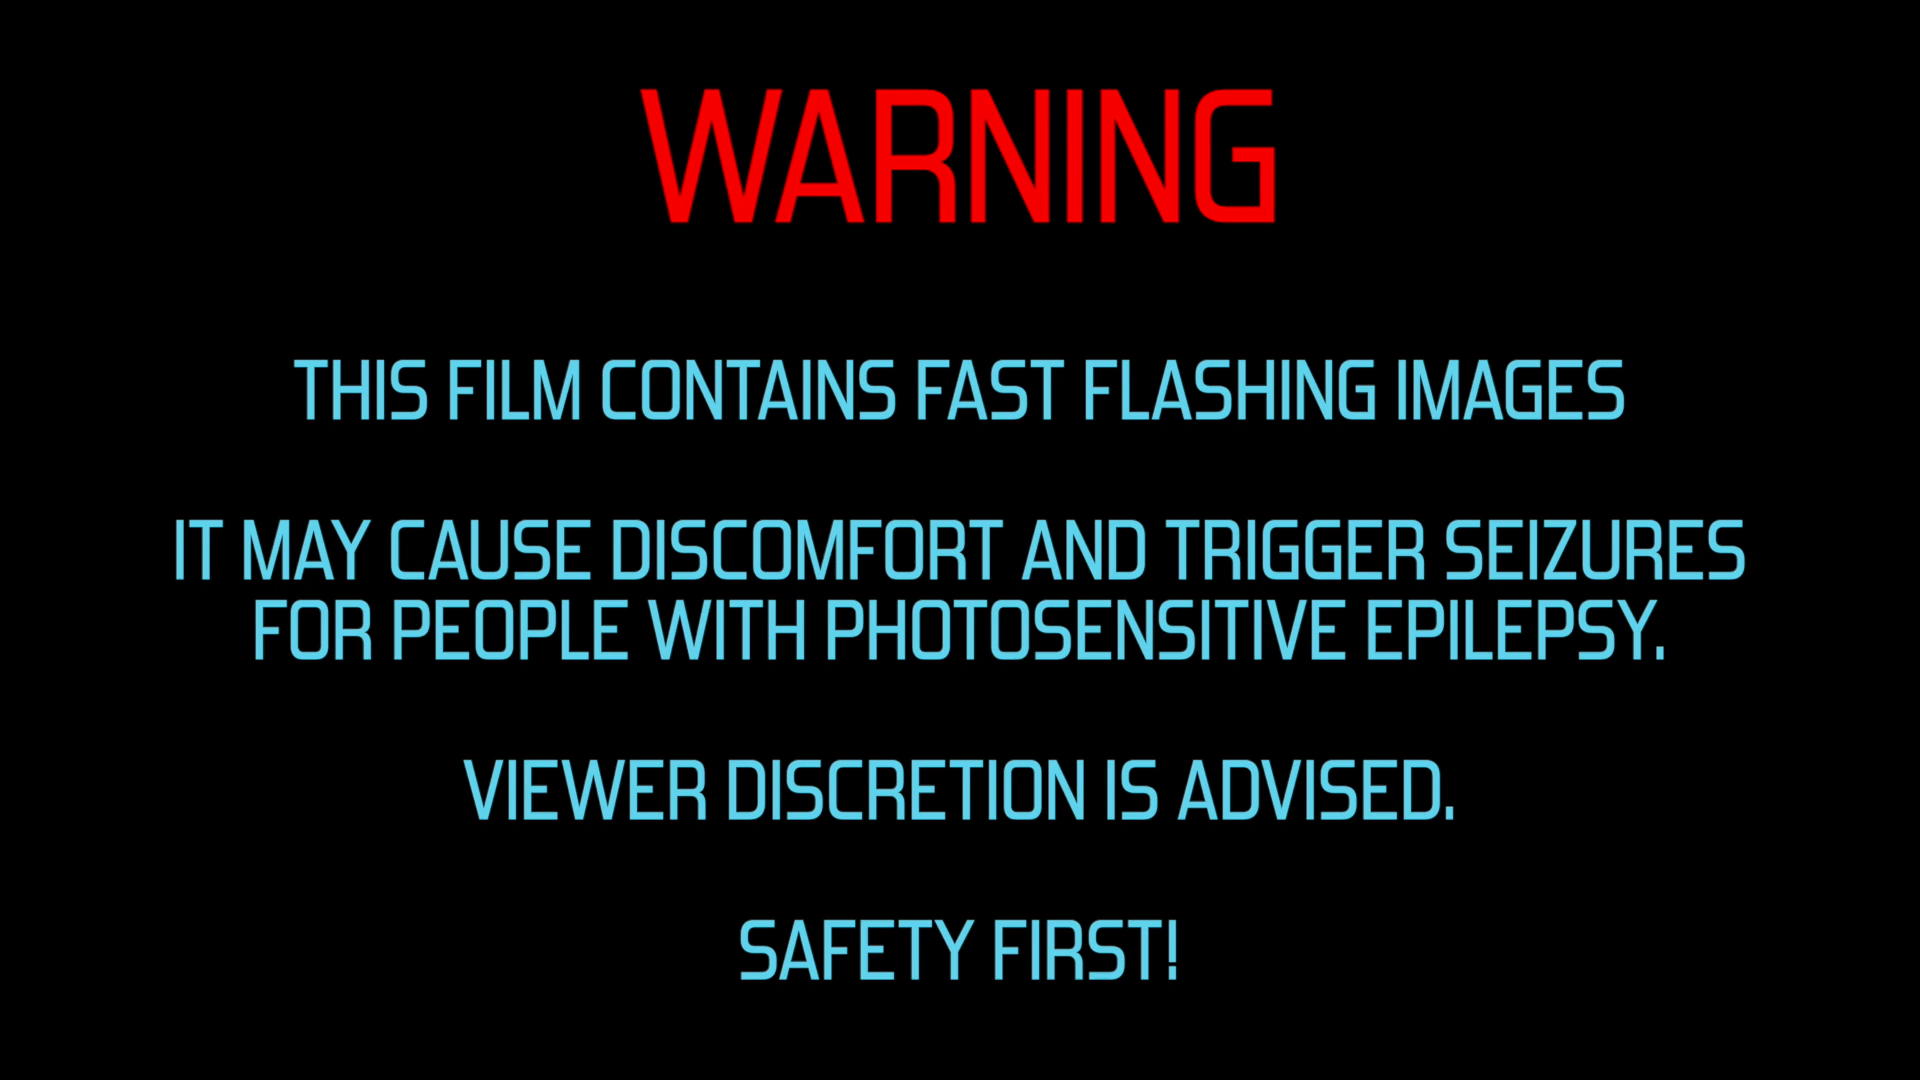 WARNING
THIS FILM CONTAINS FAST FLASHING IMAGES
IT MAY CAUSE DISCOMFORT AND TRIGGER SEIZURES
FOR PEOPLE WITH PHOTOSENSITIVE EPILEPSY.
VIEWER DISCRETION IS ADVISED.
SAFETY FIRST!